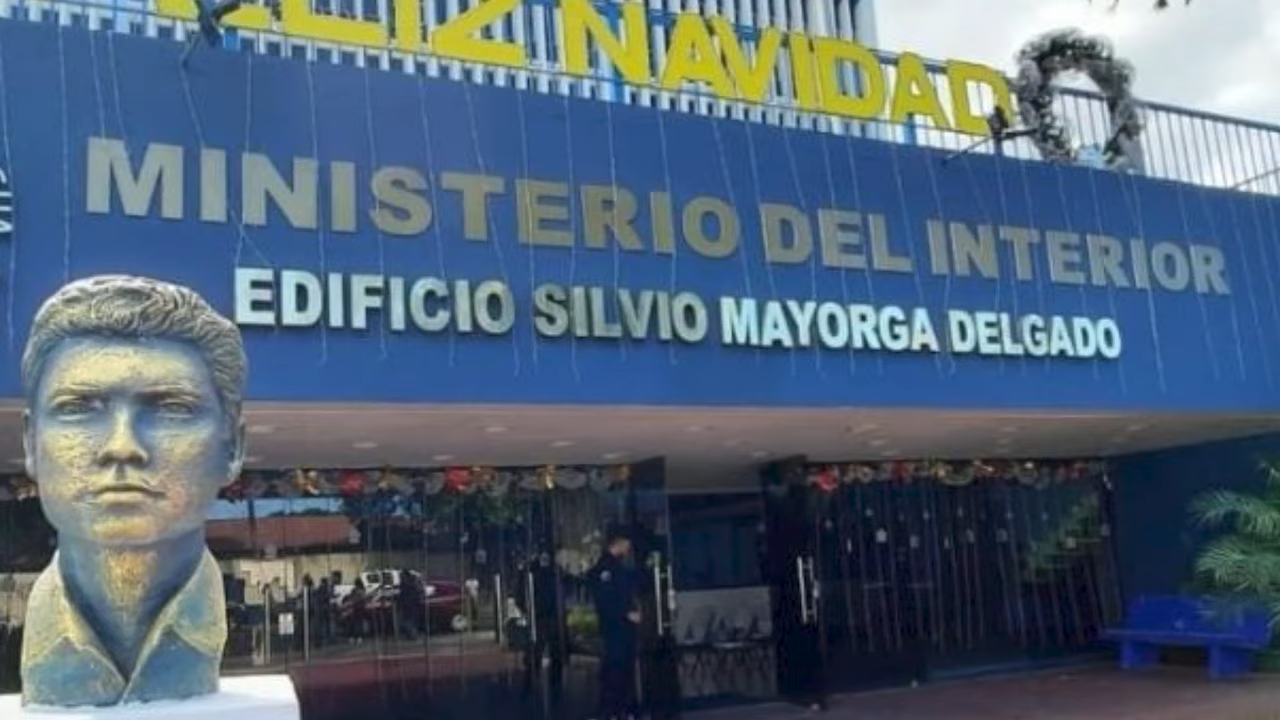 FELIZ NAVIDAD
MINISTERIO DEL INTERIOR
EDIFICIO SILVIO MAYORGA DELGADO